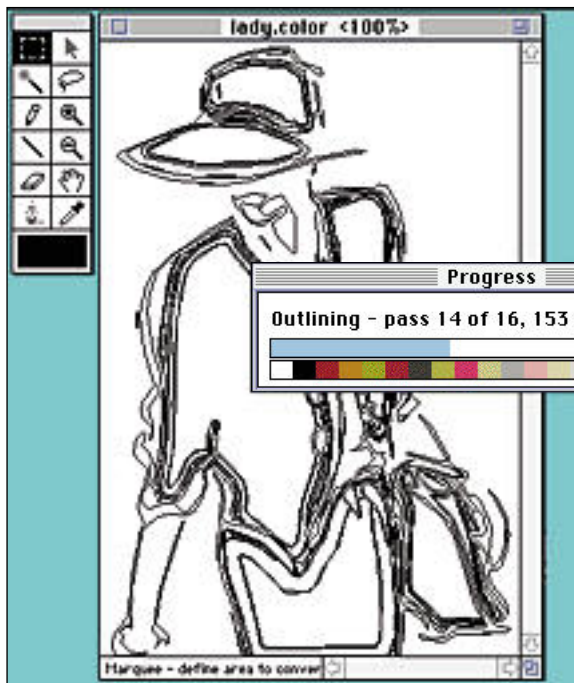 lady.color <100%>
Progress
Outlining - pass 14 of 16, 153
Marquee - define area to conver